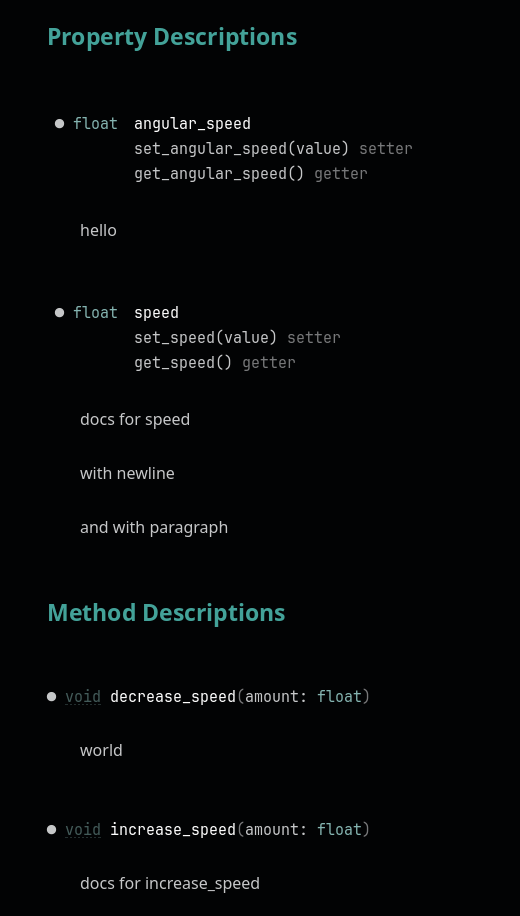 Property Descriptions
● float angular_speed
set_angular_speed(value) setter
get_angular_speed() getter
hello
● float speed
set_speed(value) setter
get_speed() getter
docs for speed
with newline
and with paragraph
Method Descriptions
● void decrease_speed(amount: float)
world
● void increase_speed(amount: float)
docs for increase_speed